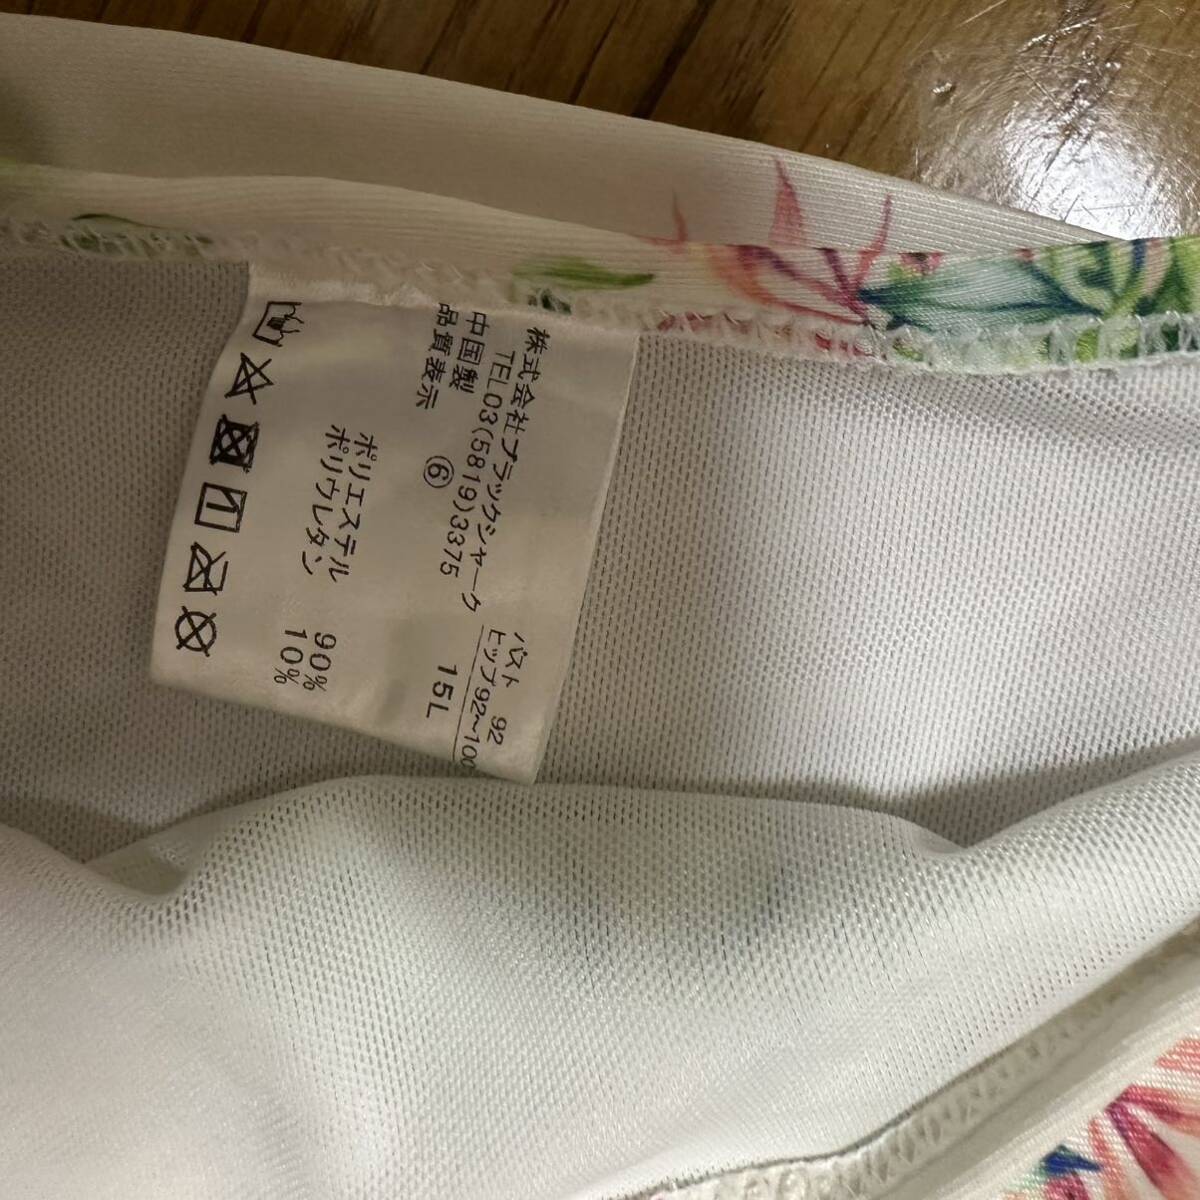 品質表示
15L
ポリエステル 90%
ポリウレタン 10%
バスト 92
ヒップ92~100
⑥
中国製
株式会社ブラックジャーク
TEL03(5819)3375